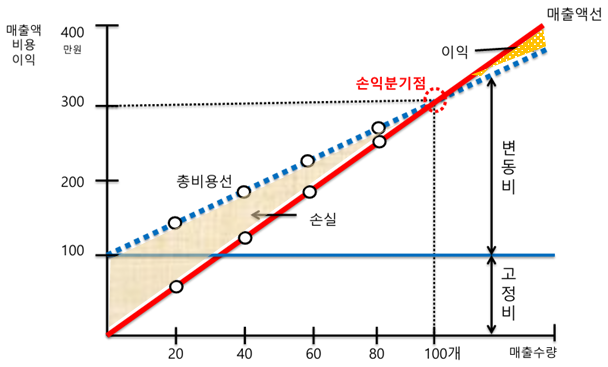 매출액
비용
이익
400
만원
300
200
100
매출액선
이익
손익분기점
총비용선
손실
변동비
고정비
20
40
60
80
100개
매출수량